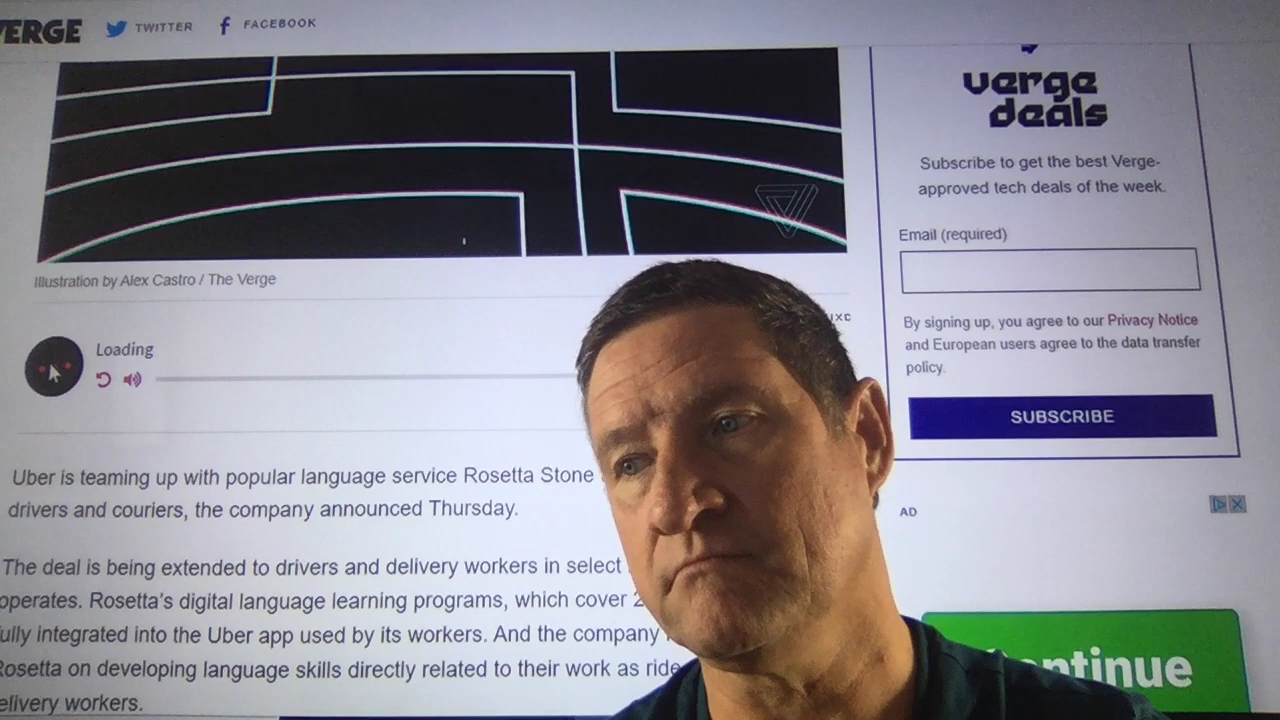 VERGE TWITTER FACEBOOK
Illustration by Alex Castro / The Verge
Loading
Uber is teaming up with popular language service Rosetta Stone
drivers and couriers, the company announced Thursday.
The deal is being extended to drivers and delivery workers in select
operates. Rosetta's digital language learning programs, which cover
fully integrated into the Uber app used by its workers. And the company
Rosetta on developing language skills directly related to their work as
delivery workers.
verge
deals
Subscribe to get the best Verge-
approved tech deals of the week.
Email (required)
By signing up, you agree to our Privacy Notice
and European users agree to the data transfer
policy.
SUBSCRIBE
AD